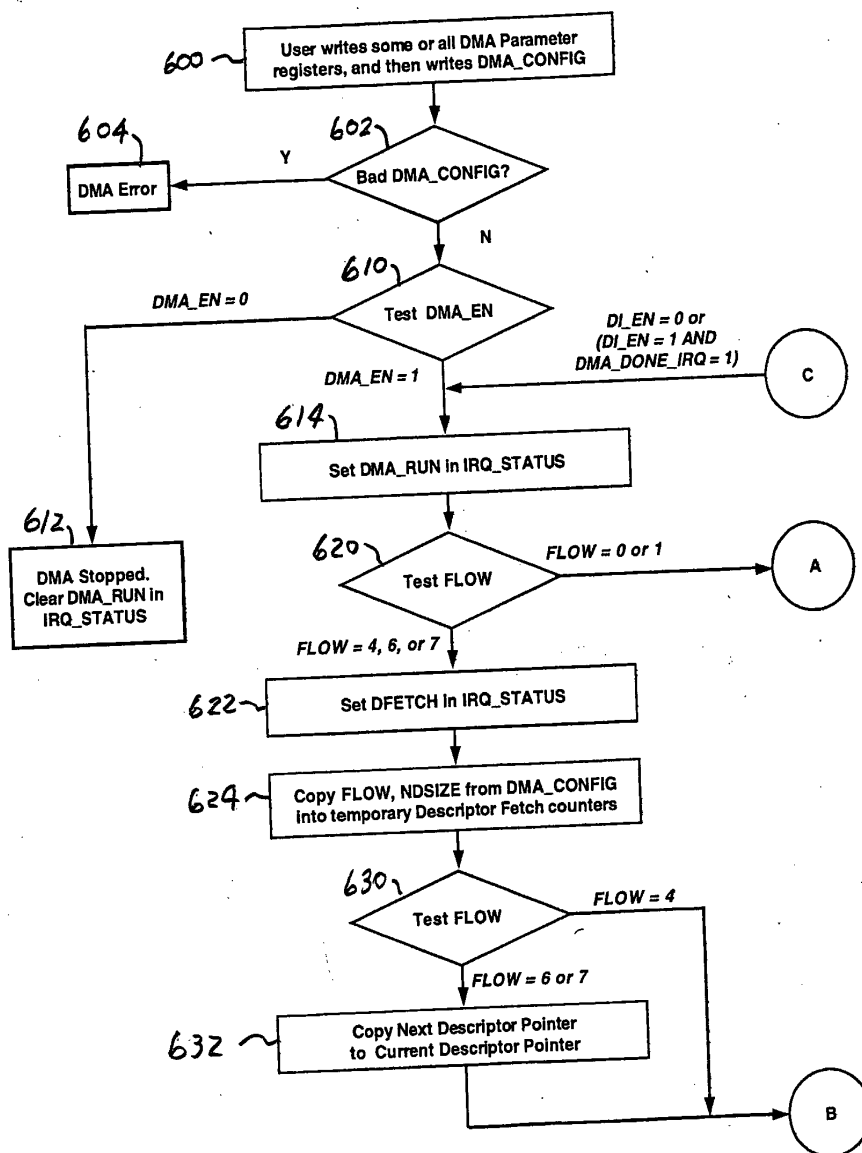 600
User writes some or all DMA Parameter
registers, and then writes DMA_CONFIG
604
602
Y
DMA Error
Bad DMA_CONFIG?
N
610
DMA_EN = 0
Test DMA_EN
DI_EN = 0 or
(DI_EN = 1 AND
DMA_DONE_IRQ = 1)
C
DMA_EN = 1
614
Set DMA_RUN in IRQ_STATUS
612
DMA Stopped.
Clear DMA_RUN in
IRQ_STATUS
620
Test FLOW
FLOW = 0 or 1
A
FLOW = 4, 6, or 7
622
Set DFETCH in IRQ_STATUS
624
Copy FLOW, NDSIZE from DMA_CONFIG
into temporary Descriptor Fetch counters
630
Test FLOW
FLOW = 4
FLOW = 6 or 7
632
Copy Next Descriptor Pointer
to Current Descriptor Pointer
B